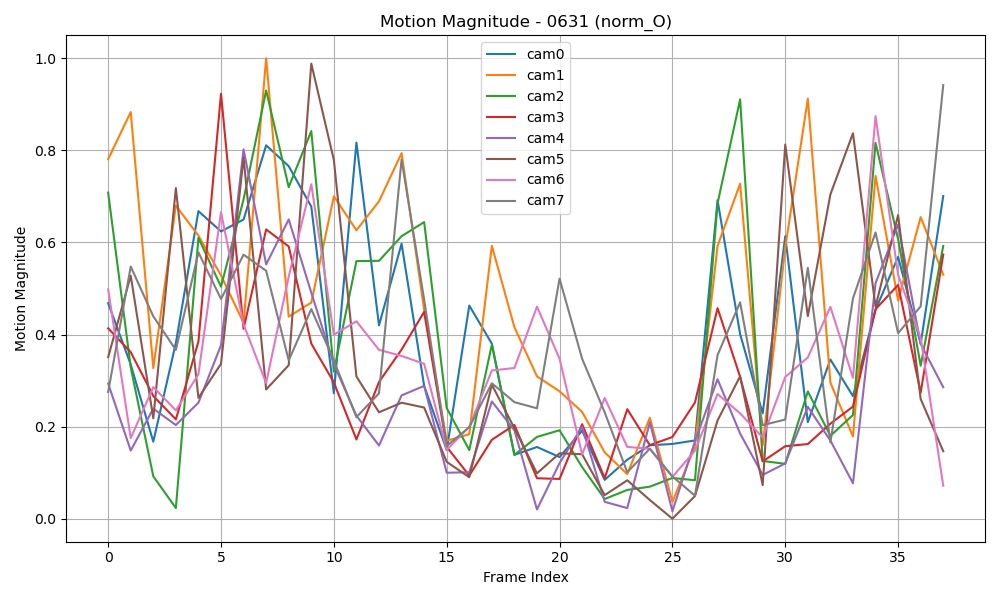 Motion Magnitude - 0631 (norm_O)
Motion Magnitude
1.0
0.8
0.6
0.4
0.2
0.0
cam0
cam1
cam2
cam3
cam4
cam5
cam6
cam7
0 5 10 15 20 25 30 35
Frame Index